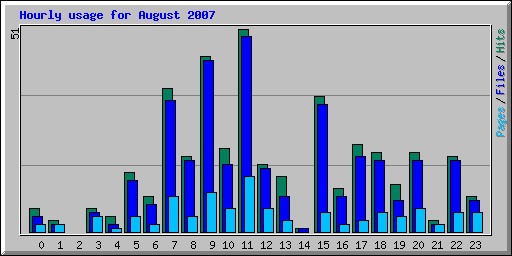 Hourly usage for August 2007
51
Pages / Files / Hits
0 1 2 3 4 5 6 7 8 9 10 11 12 13 14 15 16 17 18 19 20 21 22 23